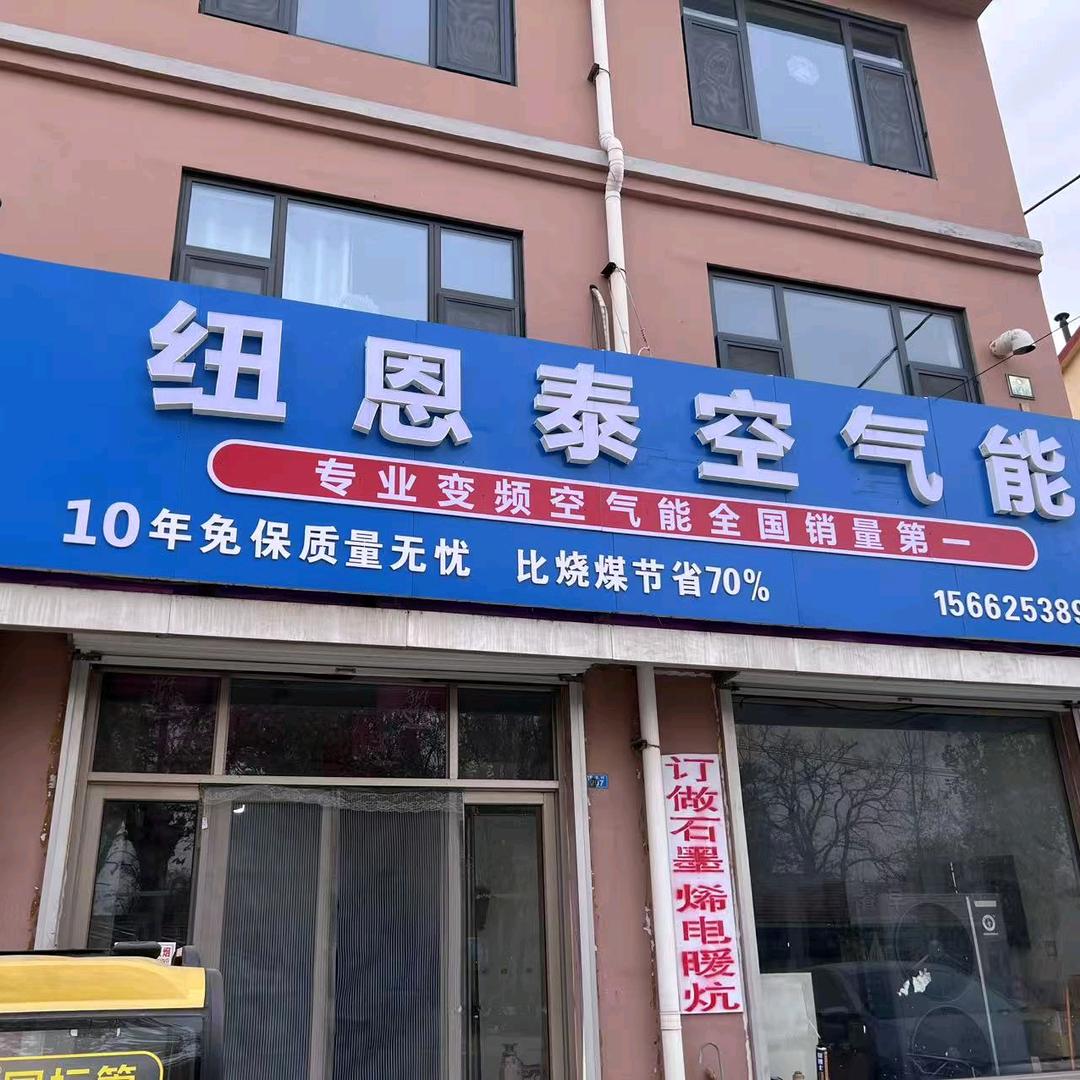 纽恩泰空气能
专业变频空气能全国销量第一
10年免保质量无忧 比烧煤节省70%
156625389
订做石墨烯电暖炕